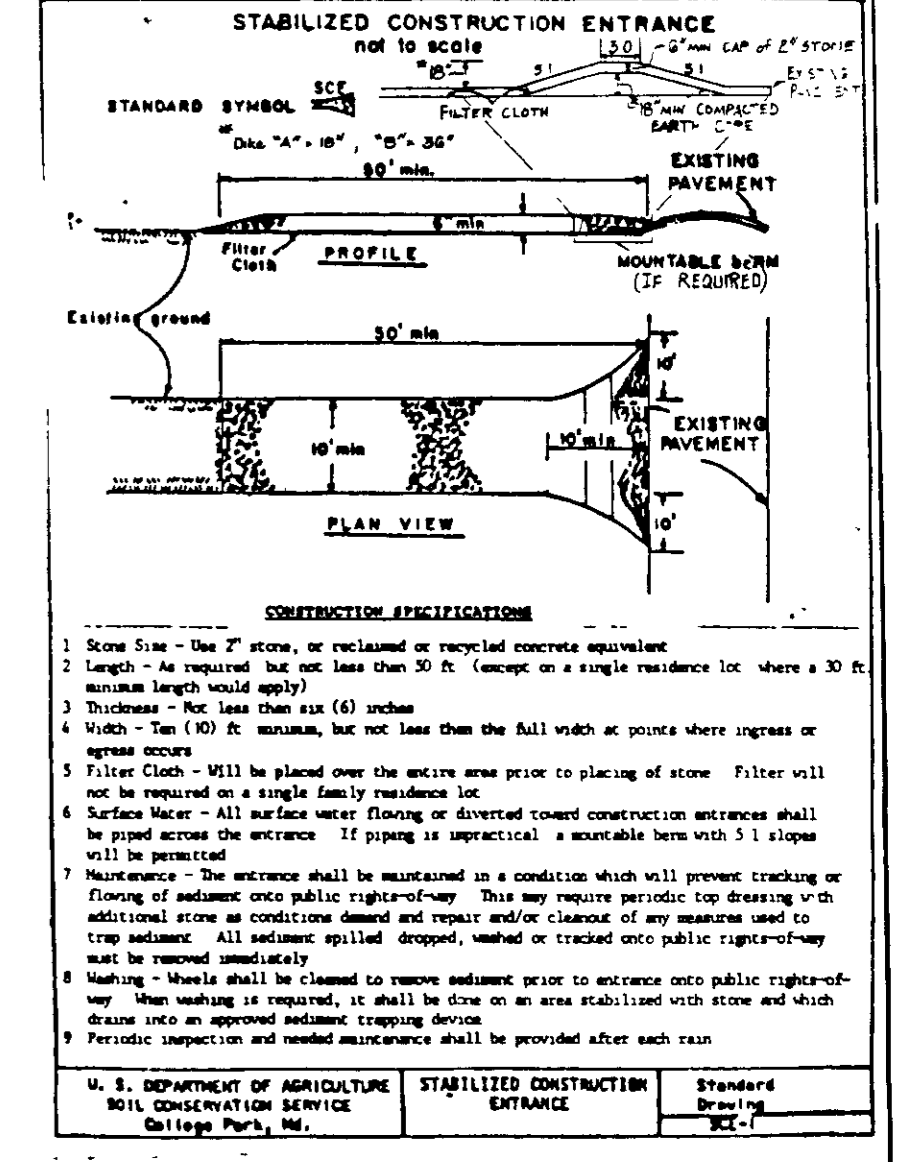 STABILIZED CONSTRUCTION ENTRANCE
not to scale
30
6" MIN CAP of 2" STONE
*18"
5 1
5 1
SCE
STANDARD SYMBOL
FILTER CLOTH
18" MIN COMPACTED
EARTH
* Dike "A" = 18", "B" = 36"
50' min.
EXISTING
PAVEMENT
6" min
Filter
Cloth
PROFILE
MOUNTABLE BERM
(IF REQUIRED)
Existing ground
50' min
10'
EXISTING
PAVEMENT
10' min
10' min
10'
PLAN VIEW
CONSTRUCTION SPECIFICATIONS
1 Stone Size - Use 2" stone, or reclaimed or recycled concrete equivalent
2 Length - As required but not less than 50 ft (except on a single residence lot where a 30 ft.
minimum length would apply)
3 Thickness - Not less than six (6) inches
4 Width - Ten (10) ft minimum, but not less than the full width at points where ingress or
egress occurs
5 Filter Cloth - Will be placed over the entire area prior to placing of stone Filter will
not be required on a single family residence lot
6 Surface Water - All surface water flowing or diverted toward construction entrances shall
be piped across the entrance If piping is impractical a mountable berm with 5 1 slopes
will be permitted
7 Maintenance - The entrance shall be maintained in a condition which will prevent tracking or
flowing of sediment onto public rights-of-way This may require periodic top dressing with
additional stone as conditions demand and repair and/or cleanout of any measures used to
trap sediment All sediment spilled dropped, washed or tracked onto public rights-of-way
must be removed immediately
8 Washing - Wheels shall be cleaned to remove sediment prior to entrance onto public rights-of-
way When washing is required, it shall be done on an area stabilized with stone and which
drains into an approved sediment trapping device
9 Periodic inspection and needed maintenance shall be provided after each rain
U. S. DEPARTMENT OF AGRICULTURE
SOIL CONSERVATION SERVICE
College Park, Md.
STABILIZED CONSTRUCTION
ENTRANCE
Standard
Drawing
SCE-1